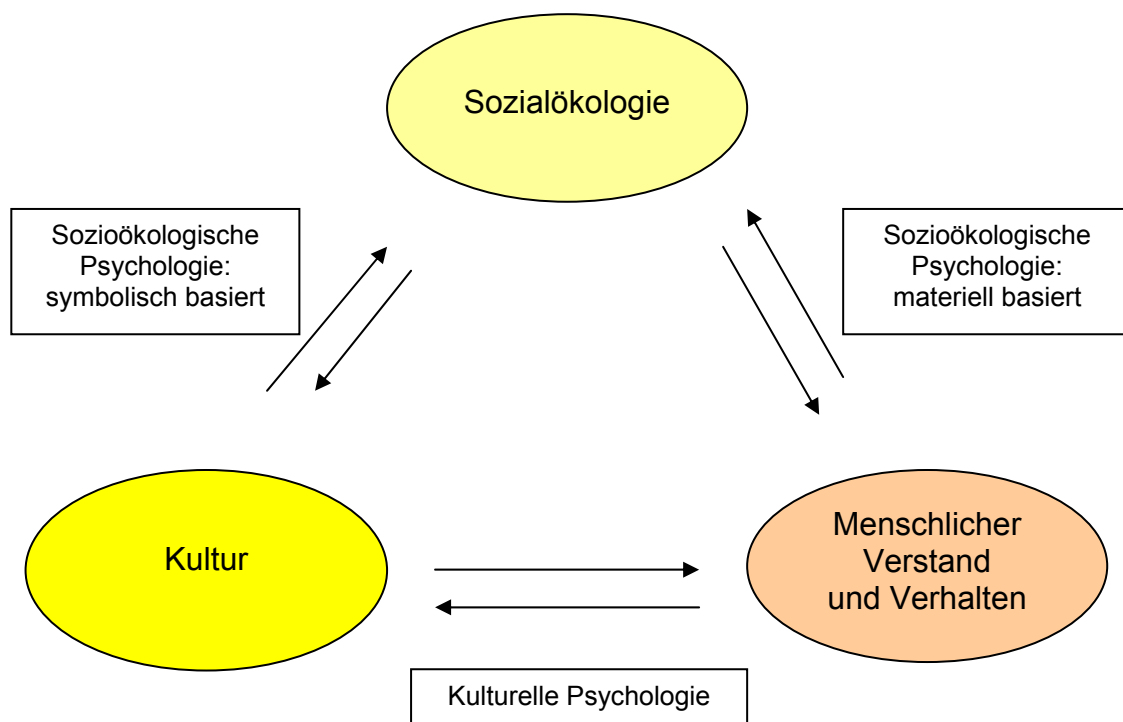 Sozialökologie
Sozioökologische
Psychologie:
symbolisch basiert
Sozioökologische
Psychologie:
materiell basiert
Kultur
Menschlicher
Verstand
und Verhalten
Kulturelle Psychologie